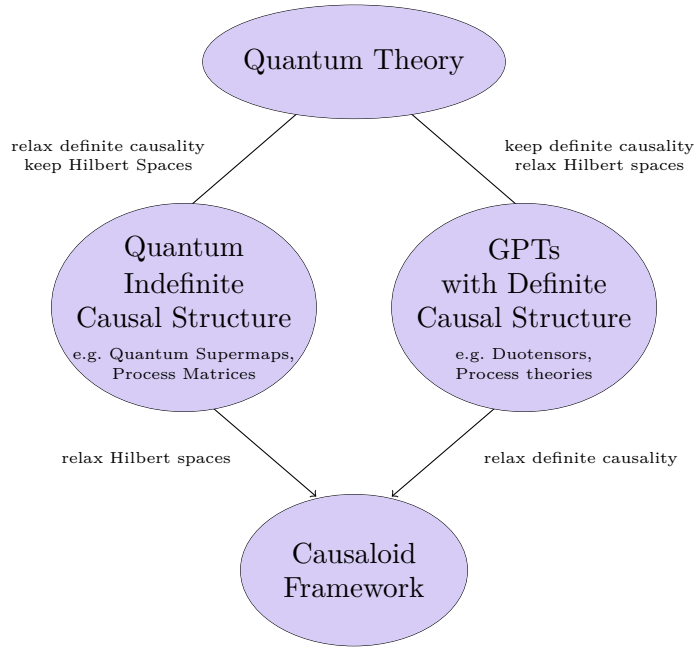 Quantum Theory
relax definite causality
keep Hilbert Spaces
keep definite causality
relax Hilbert spaces
Quantum
Indefinite
Causal Structure
e.g. Quantum Supermaps,
Process Matrices
GPTs
with Definite
Causal Structure
e.g. Duotensors,
Process theories
relax Hilbert spaces
relax definite causality
Causaloid
Framework